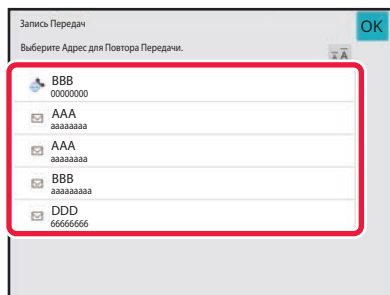 Запись Передач
OK
Выберите Адрес для Повтора Передачи.
BBB
00000000
AAA
aaaaaaaa
AAA
aaaaaaaa
BBB
aaaaaaaaa
DDD
66666666